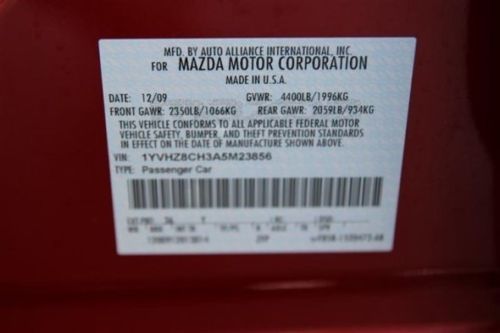 MFD. BY AUTO ALLIANCE INTERNATIONAL, INC.
FOR MAZDA MOTOR CORPORATION
MADE IN U.S.A.
DATE: 12/09 GVWR: 4400LB/1996KG
FRONT GAWR: 2350LB/1066KG REAR GAWR: 2059LB/934KG
THIS VEHICLE CONFORMS TO ALL APPLICABLE FEDERAL MOTOR
VEHICLE SAFETY, BUMPER, AND THEFT PREVENTION STANDARDS
IN EFFECT ON THE DATE OF MANUFACTURE SHOWN ABOVE.
VIN: 1YVHZ8CH3A5M23856
TYPE: Passenger Car